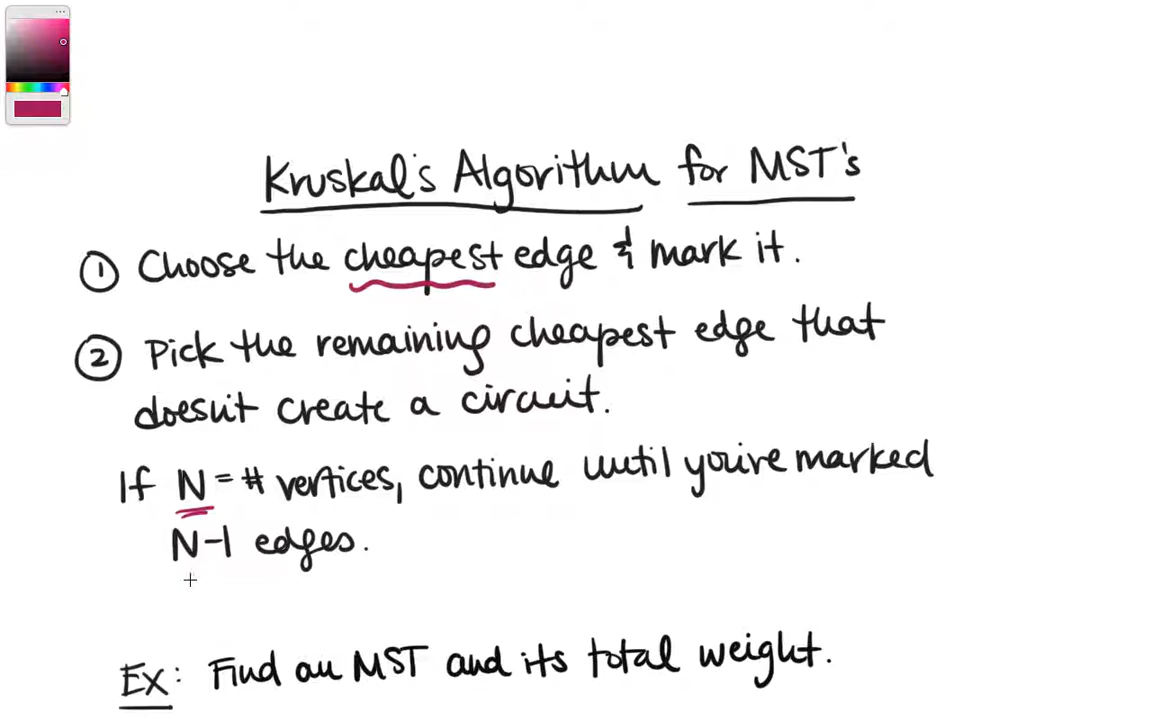 Kruskal's Algorithm for MST's
① Choose the cheapest edge & mark it.
② Pick the remaining cheapest edge that
doesn't create a circuit.
If N = # vertices, continue until you've marked
N-1 edges.
Ex: Find an MST and its total weight.